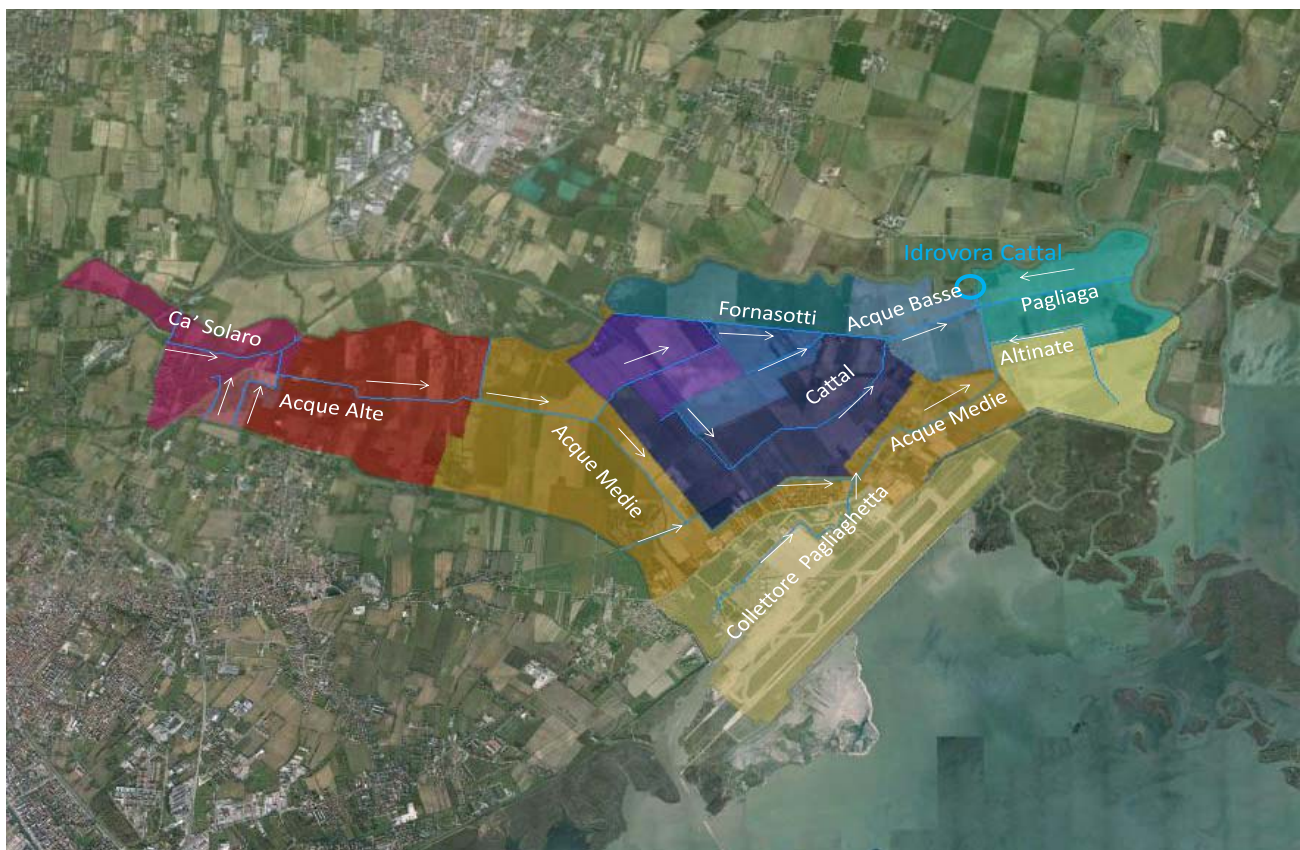 Idrovora Cattal
Pagliaga
Acque Basse
Fornasotti
Ca' Solaro
Altinate
Cattal
Acque Alte
Acque Medie
Acque Medie
Collettore Pagliaghetta